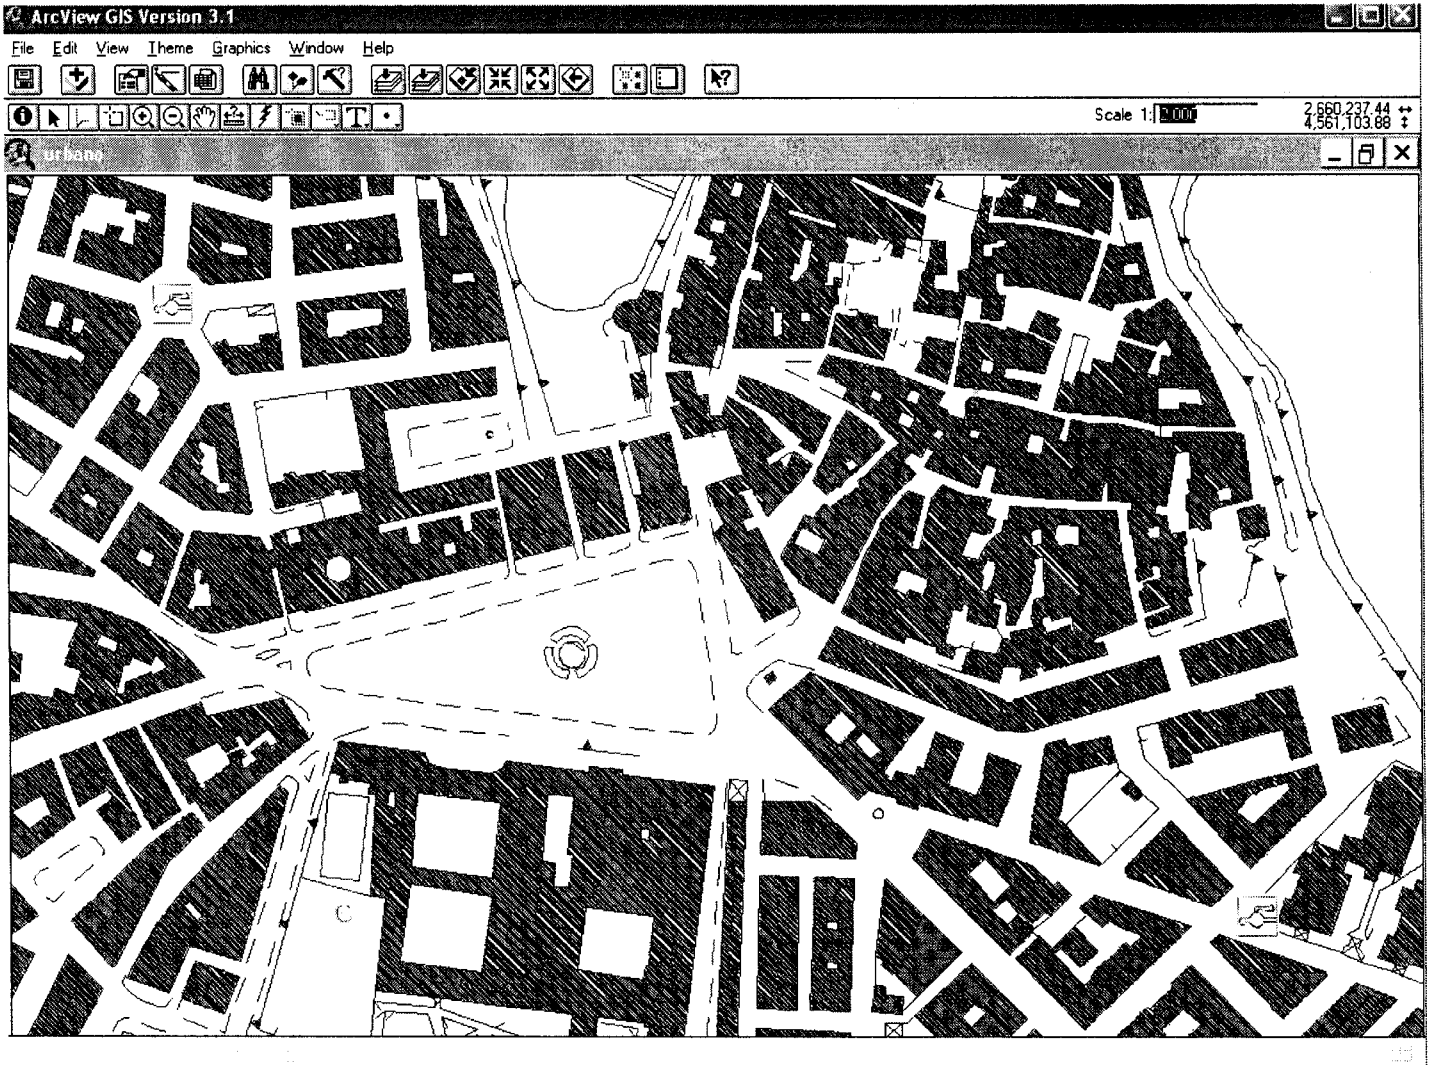 ArcView GIS Version 3.1
File Edit View Theme Graphics Window Help
Scale 1:
2,660,237.44
4,561,103.88
urbano